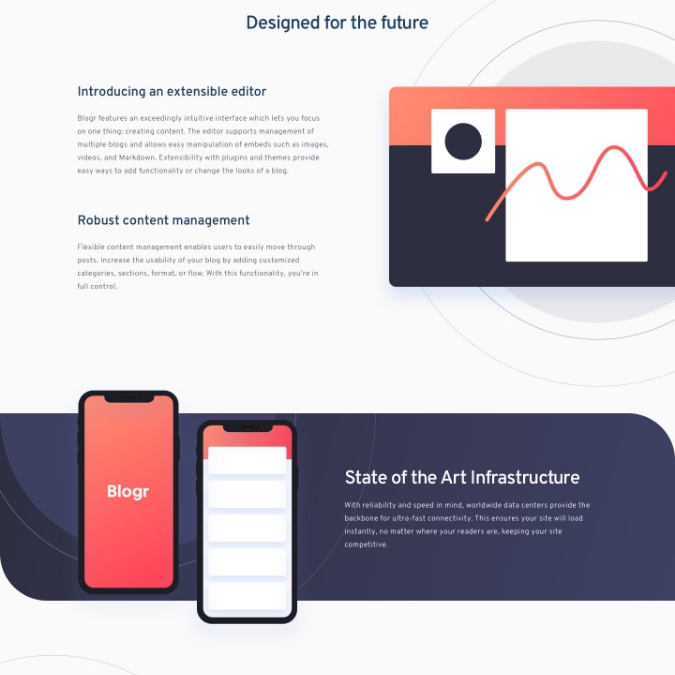 Designed for the future
Introducing an extensible editor
Blogr features an exceedingly intuitive interface which lets you focus
on one thing: creating content. The editor supports management of
multiple blogs and allows easy manipulation of embeds such as images,
videos, and Markdown. Extensibility with plugins and themes provide
easy ways to add functionality or change the looks of a blog.
Robust content management
Flexible content management enables users to easily move through
posts. Increase the usability of your blog by adding customized
categories, sections, format, or flow. With this functionality, you're in
full control.
Blogr
State of the Art Infrastructure
With reliability and speed in mind, worldwide data centers provide the
backbone for ultra-fast connectivity. This ensures your site will load
instantly, no matter where your readers are, keeping your site
competitive.